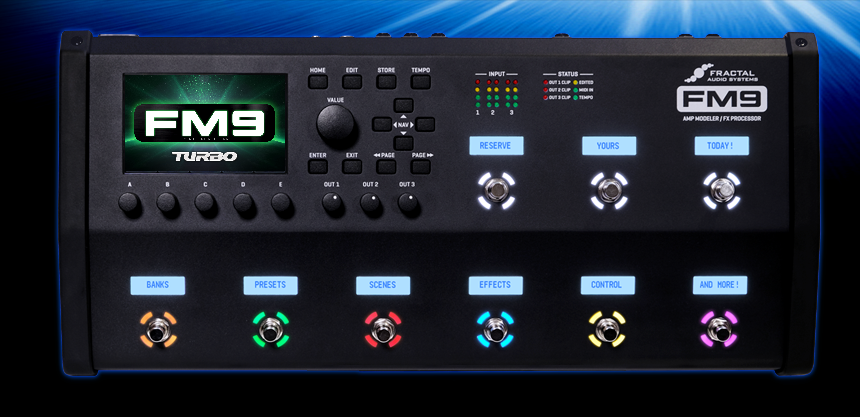 HOME EDIT STORE TEMPO
FM9
TURBO
VALUE
NAV
ENTER EXIT PAGE PAGE
A B C D E
OUT 1 OUT 2 OUT 3
INPUT
1 2 3
STATUS
OUT 1 CLIP EDITED
OUT 2 CLIP MIDI IN
OUT 3 CLIP TEMPO
FRACTAL
AUDIO SYSTEMS
FM9
AMP MODELER / FX PROCESSOR
RESERVE YOURS TODAY!
BANKS PRESETS SCENES EFFECTS CONTROL AND MORE!